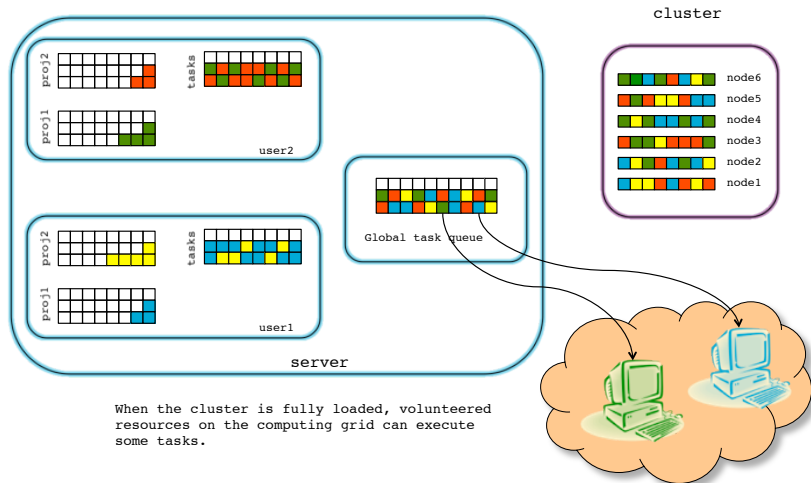 cluster
proj2
tasks
proj1
user2
node6
node5
node4
node3
node2
node1
Global task queue
proj2
tasks
proj1
user1
server
When the cluster is fully loaded, volunteered
resources on the computing grid can execute
some tasks.